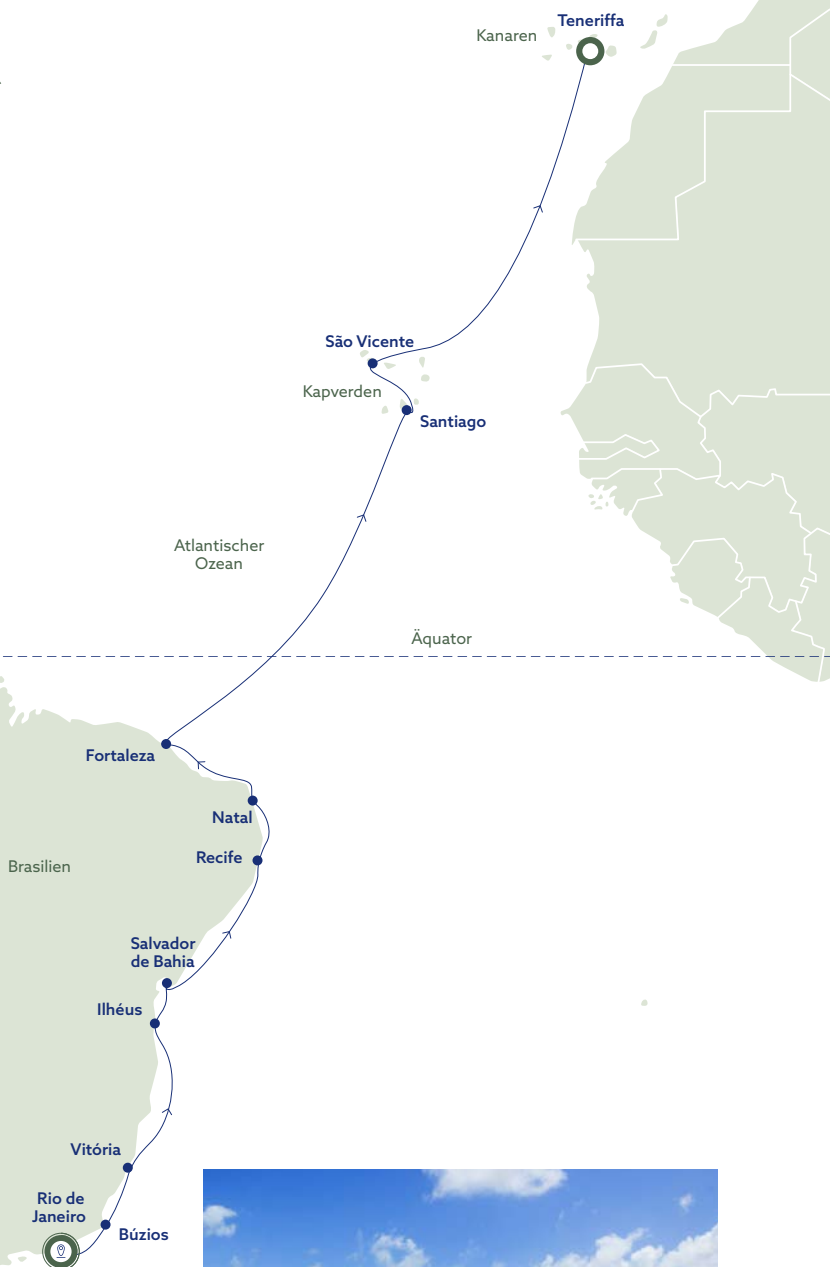 Teneriffa
Kanaren
São Vicente
Kapverden
Santiago
Atlantischer
Ozean
Äquator
Fortaleza
Natal
Recife
Brasilien
Salvador
de Bahia
Ilhéus
Vitória
Rio de
Janeiro
Búzios